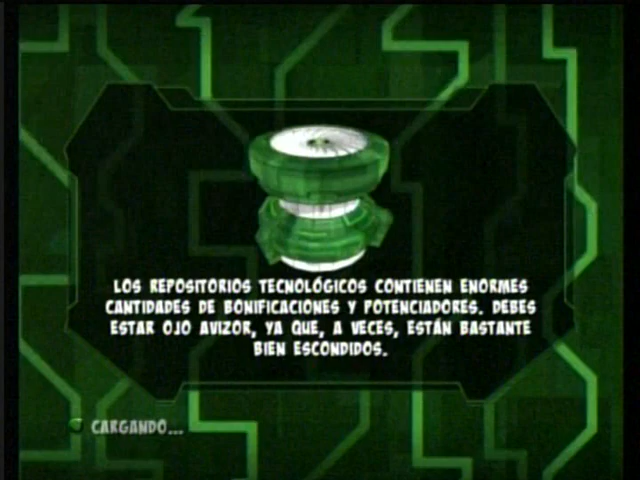 LOS REPOSITORIOS TECNOLÓGICOS CONTIENEN ENORMES
CANTIDADES DE BONIFICACIONES Y POTENCIADORES. DEBES
ESTAR OJO AVIZOR, YA QUE, A VECES, ESTÁN BASTANTE
BIEN ESCONDIDOS.
CARGANDO...